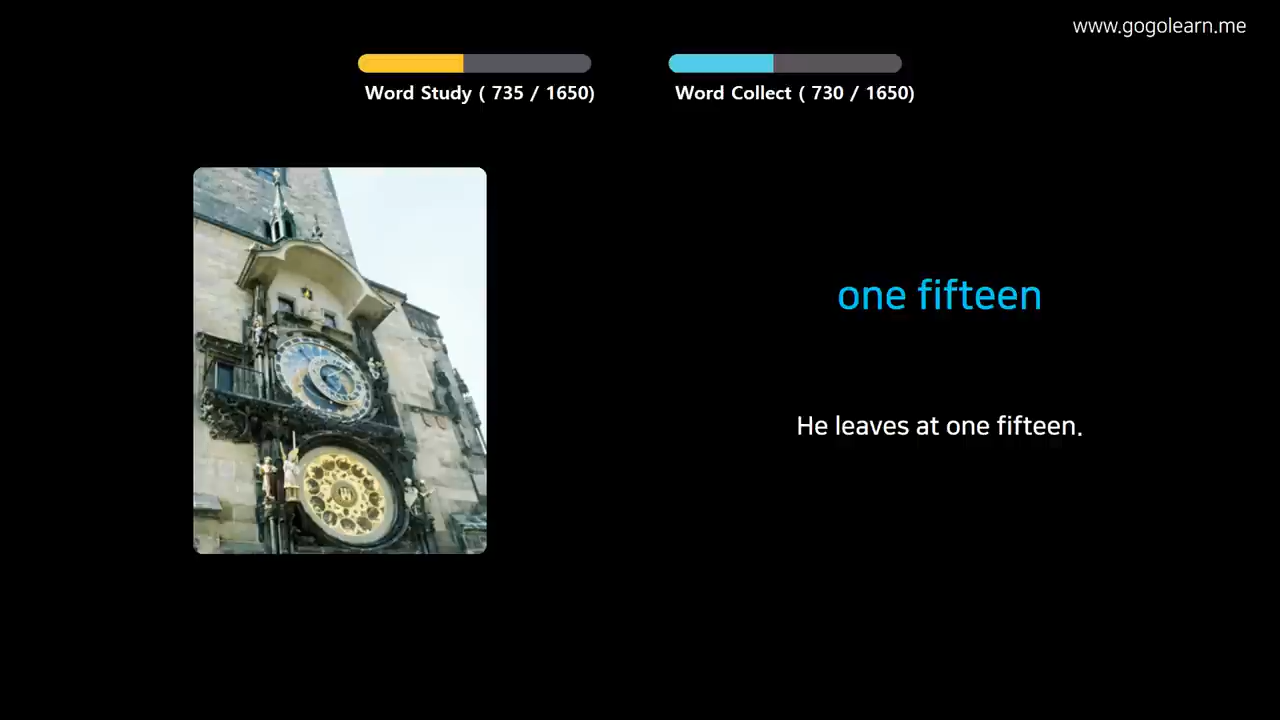 www.gogolearn.me
Word Study ( 735 / 1650)
Word Collect ( 730 / 1650)
one fifteen
He leaves at one fifteen.